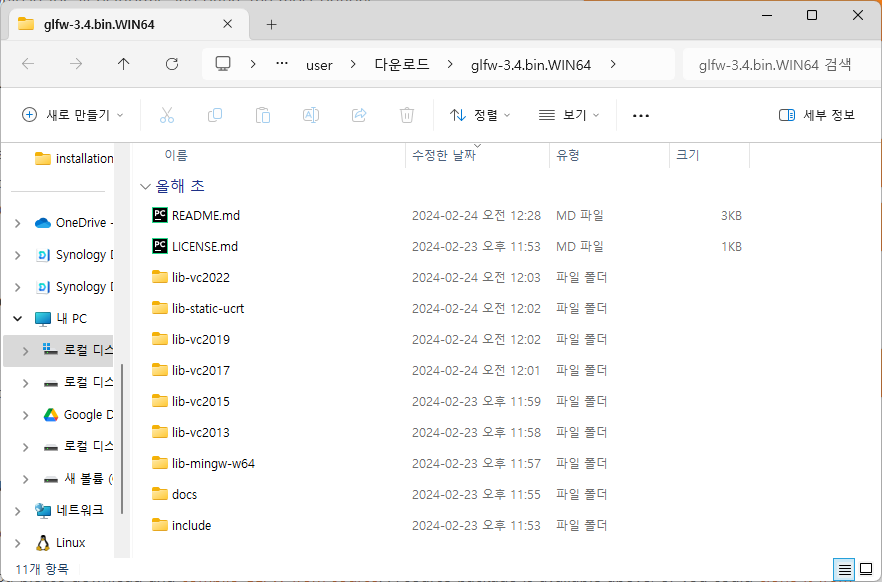 glfw-3.4.bin.WIN64
user
다운로드
glfw-3.4.bin.WIN64
glfw-3.4.bin.WIN64 검색
새로 만들기
정렬
보기
세부 정보
installation
OneDrive -
Synology D
Synology D
내 PC
로컬 디스
로컬 디스
Google D
로컬 디스
새 볼륨 (
네트워크
Linux
이름 수정한 날짜 유형 크기
올해 초
README.md 2024-02-24 오전 12:28 MD 파일 3KB
LICENSE.md 2024-02-23 오후 11:53 MD 파일 1KB
lib-vc2022 2024-02-24 오전 12:03 파일 폴더
lib-static-ucrt 2024-02-24 오전 12:02 파일 폴더
lib-vc2019 2024-02-24 오전 12:02 파일 폴더
lib-vc2017 2024-02-24 오전 12:01 파일 폴더
lib-vc2015 2024-02-23 오후 11:59 파일 폴더
lib-vc2013 2024-02-23 오후 11:58 파일 폴더
lib-mingw-w64 2024-02-23 오후 11:57 파일 폴더
docs 2024-02-23 오후 11:55 파일 폴더
include 2024-02-23 오후 11:53 파일 폴더
11개 항목